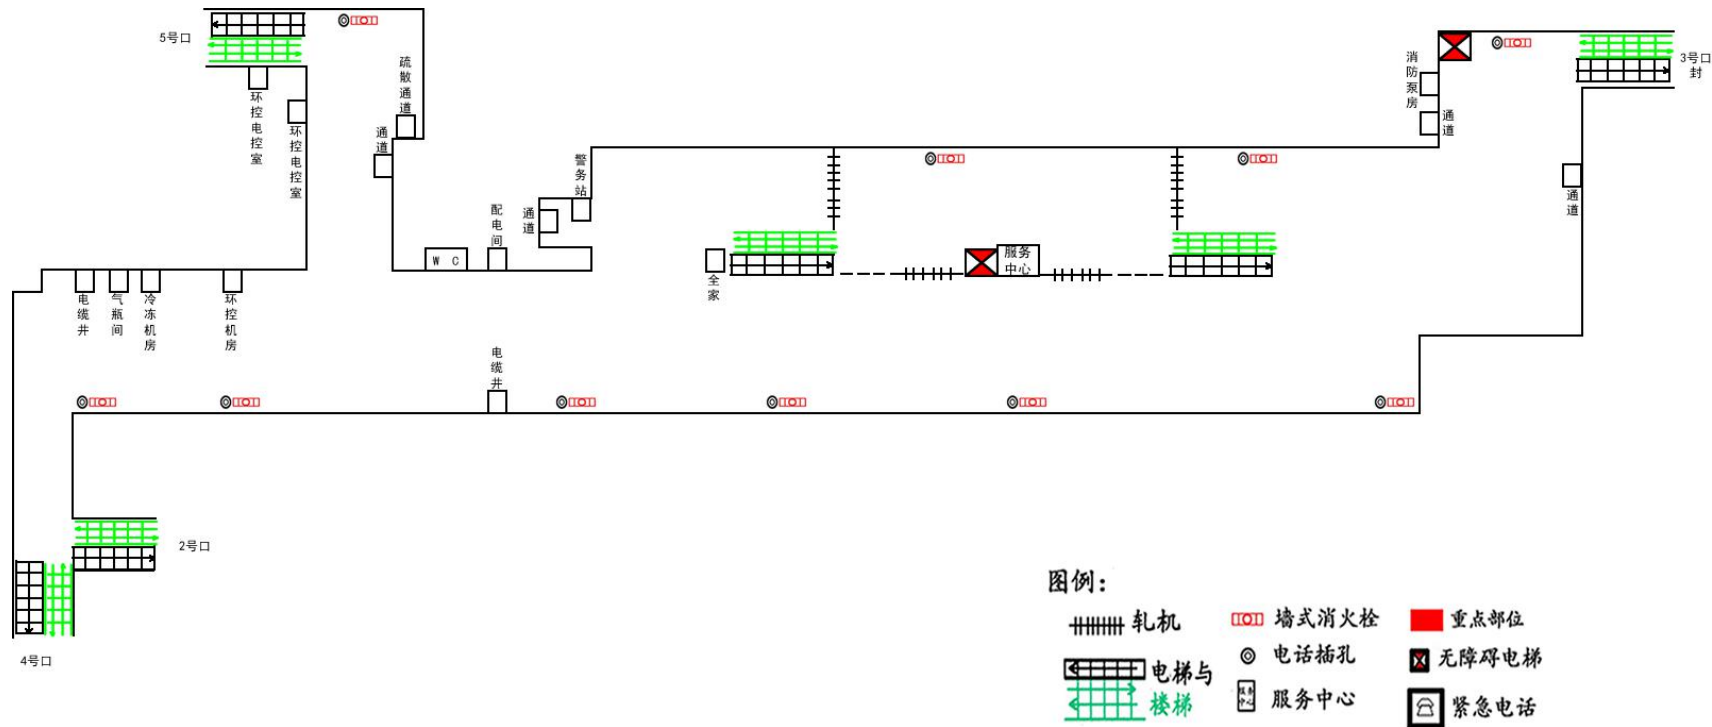 5号口
环控电控室
环控电控室
疏散通道
通道
警务站
配电间
通道
W C
全家
服务
中心
消防泵房
通道
3号口
封
通道
电缆井
气瓶间
冷冻机房
环控机房
电缆井
2号口
4号口
图例：
轧机
电梯与
楼梯
墙式消火栓
电话插孔
服务
中心
服务中心
重点部位
无障碍电梯
紧急电话